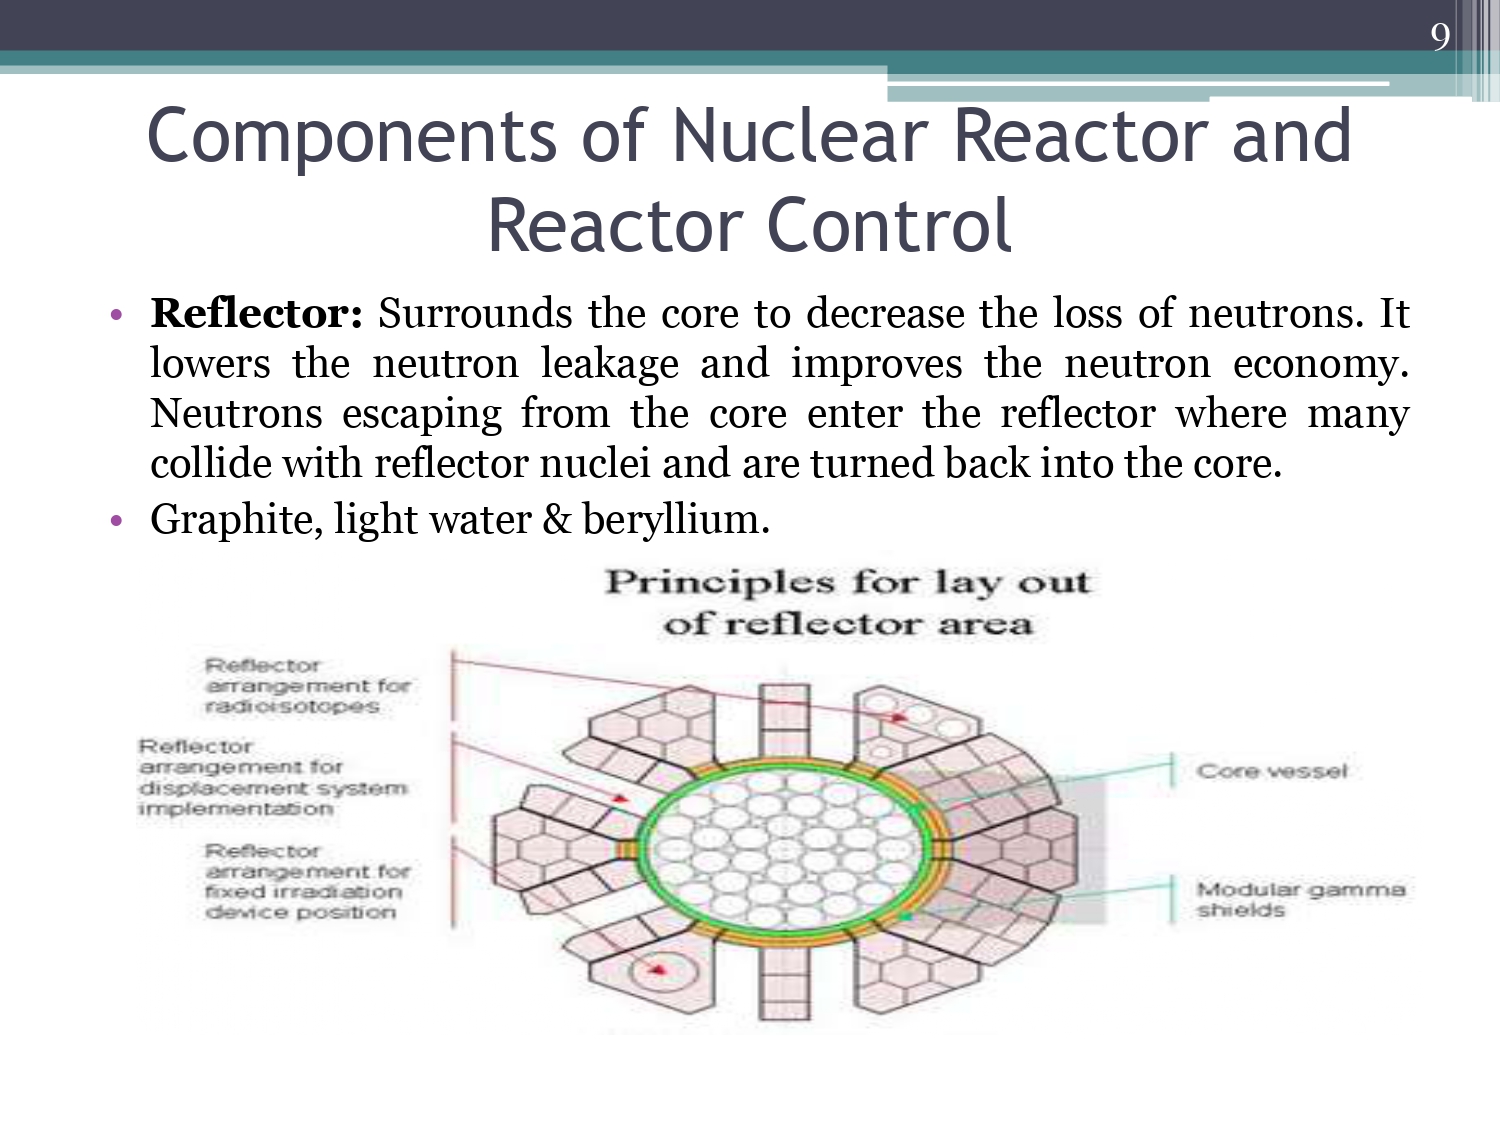 9
Components of Nuclear Reactor and
Reactor Control
• Reflector: Surrounds the core to decrease the loss of neutrons. It
lowers the neutron leakage and improves the neutron economy.
Neutrons escaping from the core enter the reflector where many
collide with reflector nuclei and are turned back into the core.
• Graphite, light water & beryllium.
Principles for lay out
of reflector area
Reflector
arrangement for
radioisotopes
Reflector
arrangement for
displacement system
implementation
Reflector
arrangement for
fixed irradiation
device position
Core vessel
Modular gamma
shields